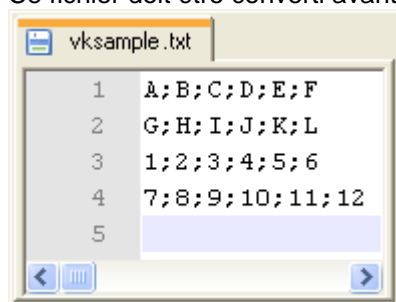 Ce fichier doit être converti avant
vksample.txt
1 A;B;C;D;E;F
2 G;H;I;J;K;L
3 1;2;3;4;5;6
4 7;8;9;10;11;12
5